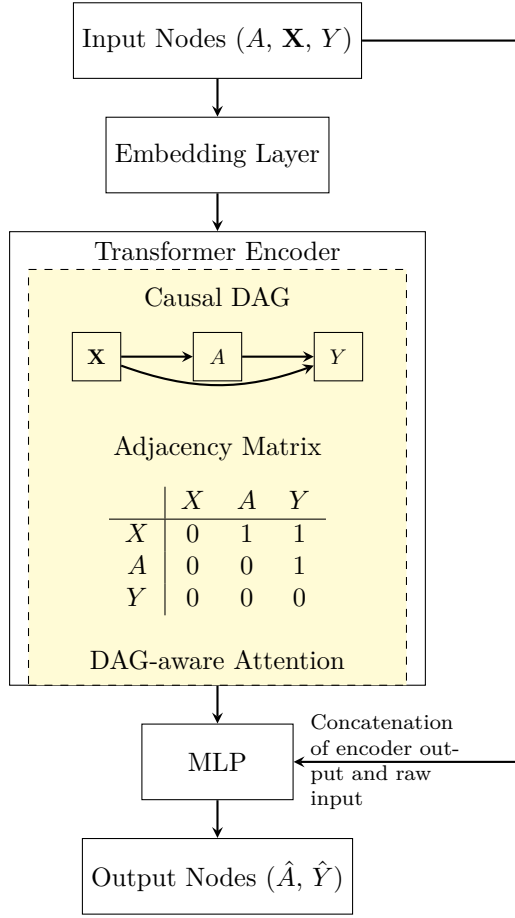 Input Nodes (A, X, Y)
Embedding Layer
Transformer Encoder
Causal DAG
X A Y
Adjacency Matrix
X A Y
X 0 1 1
A 0 0 1
Y 0 0 0
DAG-aware Attention
Concatenation
of encoder out-
put and raw
input
MLP
Output Nodes (Â, Ŷ)